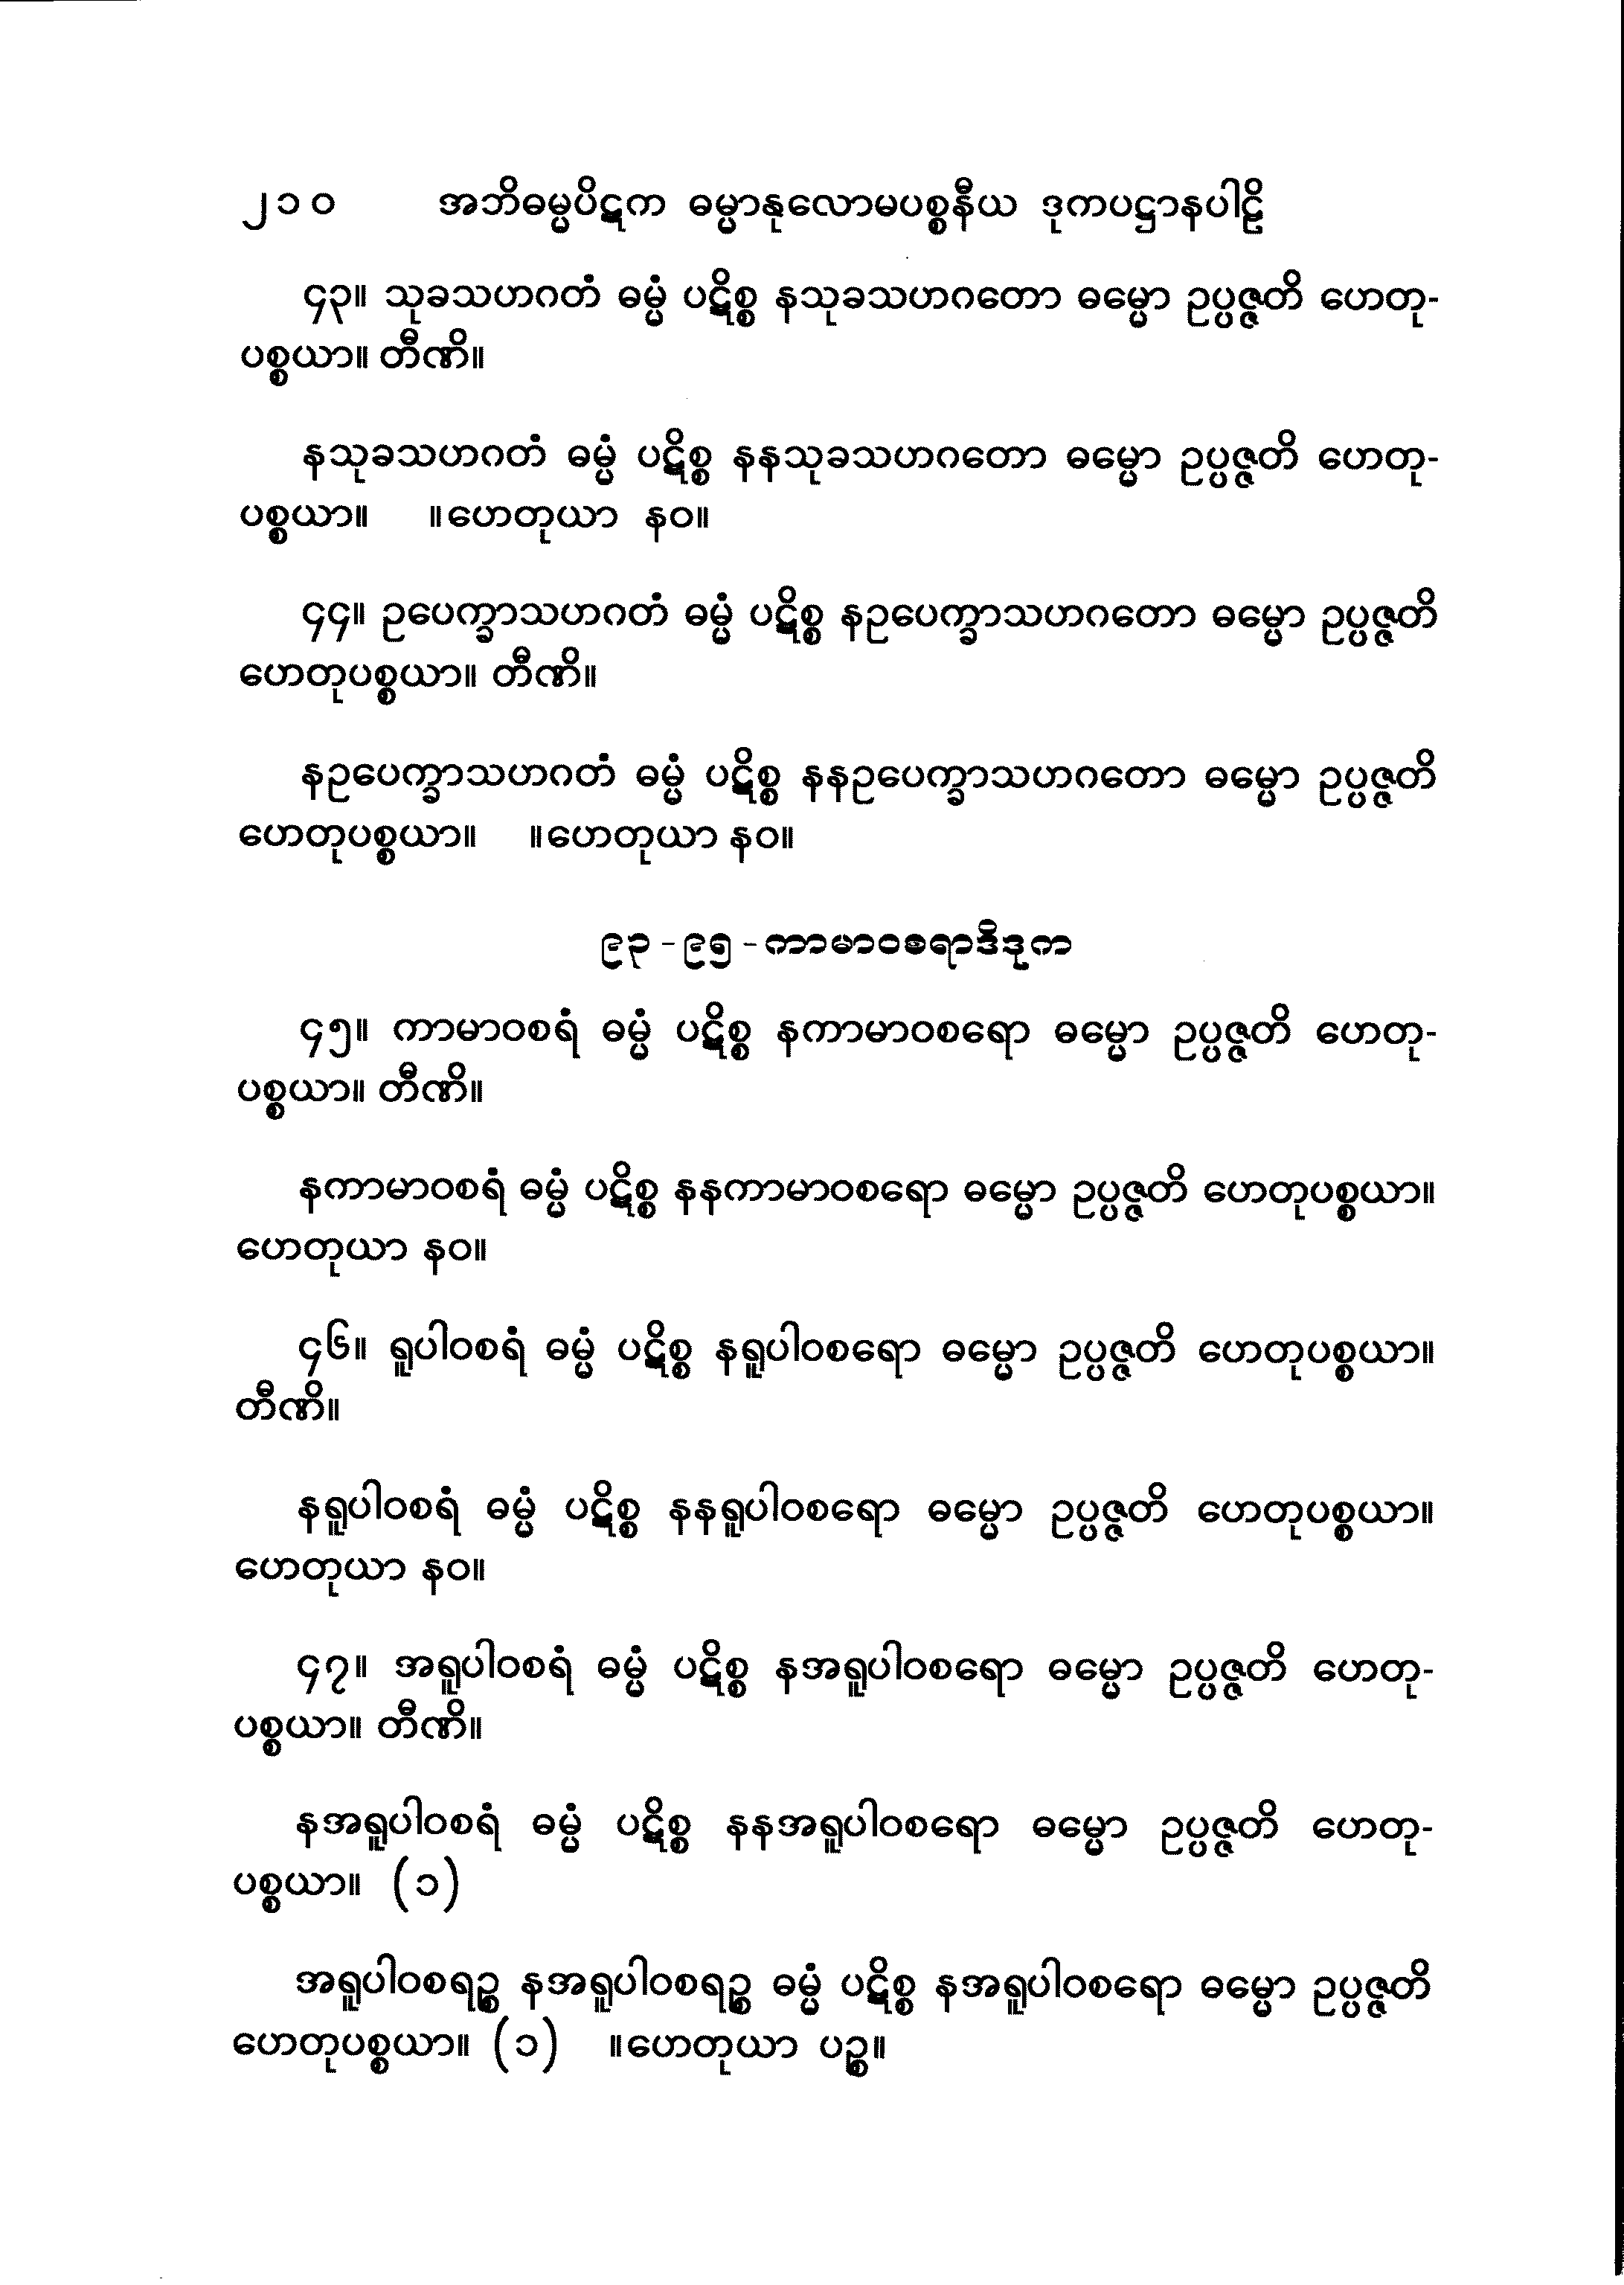 ၂၁၀ အဘိဓမ္မပိဋက ဓမ္မာနုလောမပစ္စနီယ ဒုကပဋ္ဌာနပါဠိ
၄၃။ သုခသဟဂတံ ဓမ္မံ ပဋိစ္စ နသုခသဟဂတော ဓမ္မော ဥပ္ပဇ္ဇတိ ဟေတု-
ပစ္စယာ။ တီဏိ။
နသုခသဟဂတံ ဓမ္မံ ပဋိစ္စ နနသုခသဟဂတော ဓမ္မော ဥပ္ပဇ္ဇတိ ဟေတု-
ပစ္စယာ။ ။ဟေတုယာ နဝ။
၄၄။ ဥပေက္ခာသဟဂတံ ဓမ္မံ ပဋိစ္စ နဥပေက္ခာသဟဂတော ဓမ္မော ဥပ္ပဇ္ဇတိ
ဟေတုပစ္စယာ။ တီဏိ။
နဥပေက္ခာသဟဂတံ ဓမ္မံ ပဋိစ္စ နနဥပေက္ခာသဟဂတော ဓမ္မော ဥပ္ပဇ္ဇတိ
ဟေတုပစ္စယာ။ ။ဟေတုယာ နဝ။
၉၃-၉၅-ကာမာဝစရာဒိဒုက
၄၅။ ကာမာဝစရံ ဓမ္မံ ပဋိစ္စ နကာမာဝစရော ဓမ္မော ဥပ္ပဇ္ဇတိ ဟေတု-
ပစ္စယာ။ တီဏိ။
နကာမာဝစရံ ဓမ္မံ ပဋိစ္စ နနကာမာဝစရော ဓမ္မော ဥပ္ပဇ္ဇတိ ဟေတုပစ္စယာ။
ဟေတုယာ နဝ။
၄၆။ ရူပါဝစရံ ဓမ္မံ ပဋိစ္စ နရူပါဝစရော ဓမ္မော ဥပ္ပဇ္ဇတိ ဟေတုပစ္စယာ။
တီဏိ။
နရူပါဝစရံ ဓမ္မံ ပဋိစ္စ နနရူပါဝစရော ဓမ္မော ဥပ္ပဇ္ဇတိ ဟေတုပစ္စယာ။
ဟေတုယာ နဝ။
၄၇။ အရူပါဝစရံ ဓမ္မံ ပဋိစ္စ နအရူပါဝစရော ဓမ္မော ဥပ္ပဇ္ဇတိ ဟေတု-
ပစ္စယာ။ တီဏိ။
နအရူပါဝစရံ ဓမ္မံ ပဋိစ္စ နနအရူပါဝစရော ဓမ္မော ဥပ္ပဇ္ဇတိ ဟေတု-
ပစ္စယာ။ (၁)
အရူပါဝစရဉ္စ နအရူပါဝစရဉ္စ ဓမ္မံ ပဋိစ္စ နအရူပါဝစရော ဓမ္မော ဥပ္ပဇ္ဇတိ
ဟေတုပစ္စယာ။ (၁) ။ဟေတုယာ ပဉ္စ။